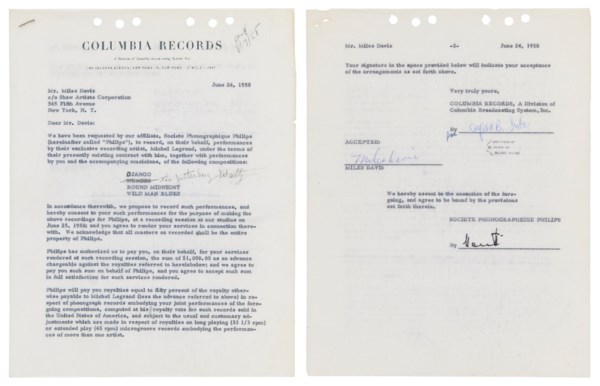 COLUMBIA RECORDS
June 24, 1958
Mr. Miles Davis
c/o Shaw Artists Corporation
565 Fifth Avenue
New York, N. Y.
Dear Mr. Davis:
We have been requested by our affiliate, Societe Phonographique Philips
(hereinafter called "Philips"), to record, on their behalf, performances
by their exclusive recording artist, Michel Legrand, under the terms of
their presently existing contract with him, together with performances
by you and the accompanying musicians, of the following compositions:
DJANGO
ROUND MIDNIGHT
WILD MAN BLUES
In accordance therewith, we propose to record such performances, and
hereby consent to your such performances for the purpose of making the
above recordings for Philips, at a recording session at our studios on
June 25, 1958; and you agree to render your services in connection there-
with. We acknowledge that all masters so recorded shall be the entire
property of Philips.
Philips has authorized us to pay you, on their behalf, for your services
rendered at such recording session, the sum of $1,000.00 as an advance
chargeable against the royalties referred to hereinbelow; and we agree to
pay such sum on behalf of Philips, and you agree to accept such sum
in full satisfaction for such services rendered.
Philips will pay you royalties equal to fifty percent of the royalty other-
wise payable to Michel Legrand (less the advance referred to above) in re-
spect of phonograph records embodying your joint performances of the fore-
going compositions, computed at his royalty rate for such records sold in
the United States of America, and subject to the usual and customary ad-
justments which are made in respect of royalties on long playing (33 1/3 rpm)
or extended play (45 rpm) microgroove records embodying the performan-
ces of more than one artist.
Mr. Miles Davis -2- June 24, 1958
Your signature in the space provided below will indicate your acceptance
of the arrangements as set forth above.
Very truly yours,
COLUMBIA RECORDS, A Division of
Columbia Broadcasting System, Inc.
By
ACCEPTED:
Miles Davis
MILES DAVIS
We hereby assent to the execution of the fore-
going, and agree to be bound by the provisions
set forth therein.
SOCIETE PHONOGRAPHIQUE PHILIPS
By